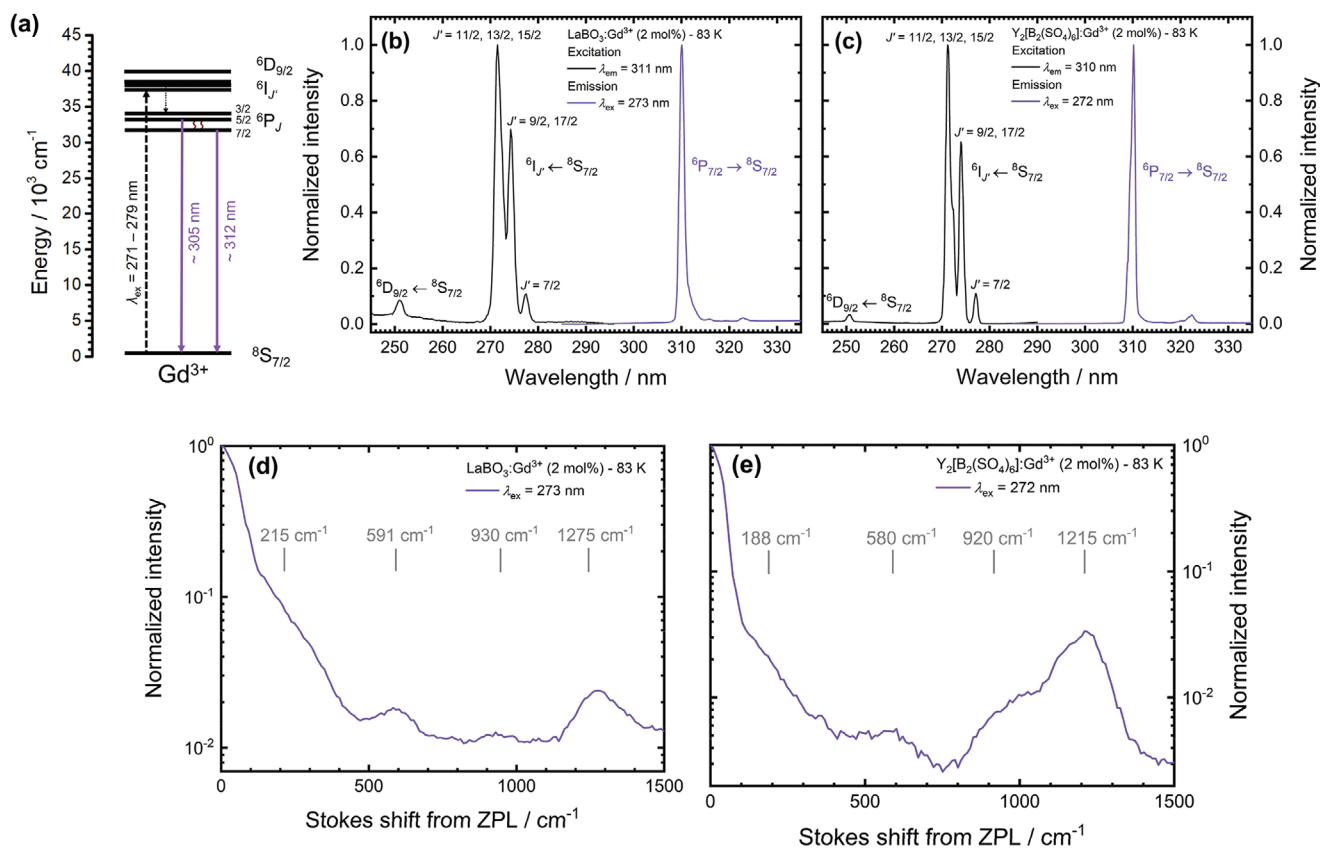 (a)
45
40
35
30
25
20
15
10
5
0
Energy / 10³ cm⁻¹
⁶D₉/₂
⁶I_J'
3/2
5/2
7/2
⁶P_J
λex = 271 – 279 nm
~ 305 nm
~ 312 nm
⁸S₇/₂
Gd³⁺
(b)
J' = 11/2, 13/2, 15/2
LaBO₃:Gd³⁺ (2 mol%) - 83 K
Excitation
λem = 311 nm
Emission
λex = 273 nm
J' = 9/2, 17/2
⁶I_J' ← ⁸S₇/₂
⁶P₇/₂ → ⁸S₇/₂
⁶D₉/₂ ← ⁸S₇/₂
J' = 7/2
1.0
0.8
0.6
0.4
0.2
0.0
Normalized intensity
250 260 270 280 290 300 310 320 330
Wavelength / nm
(c)
J' = 11/2, 13/2, 15/2
Y₂[B₂(SO₄)₆]:Gd³⁺ (2 mol%) - 83 K
Excitation
λem = 310 nm
Emission
λex = 272 nm
J' = 9/2, 17/2
⁶I_J' ← ⁸S₇/₂
⁶P₇/₂ → ⁸S₇/₂
⁶D₉/₂ ← ⁸S₇/₂
J' = 7/2
1.0
0.8
0.6
0.4
0.2
0.0
Normalized intensity
250 260 270 280 290 300 310 320 330
Wavelength / nm
(d)
LaBO₃:Gd³⁺ (2 mol%) - 83 K
λex = 273 nm
215 cm⁻¹ 591 cm⁻¹ 930 cm⁻¹ 1275 cm⁻¹
10⁰
10⁻¹
10⁻²
Normalized intensity
0 500 1000 1500
Stokes shift from ZPL / cm⁻¹
(e)
Y₂[B₂(SO₄)₆]:Gd³⁺ (2 mol%) - 83 K
λex = 272 nm
188 cm⁻¹ 580 cm⁻¹ 920 cm⁻¹ 1215 cm⁻¹
10⁰
10⁻¹
10⁻²
Normalized intensity
0 500 1000 1500
Stokes shift from ZPL / cm⁻¹